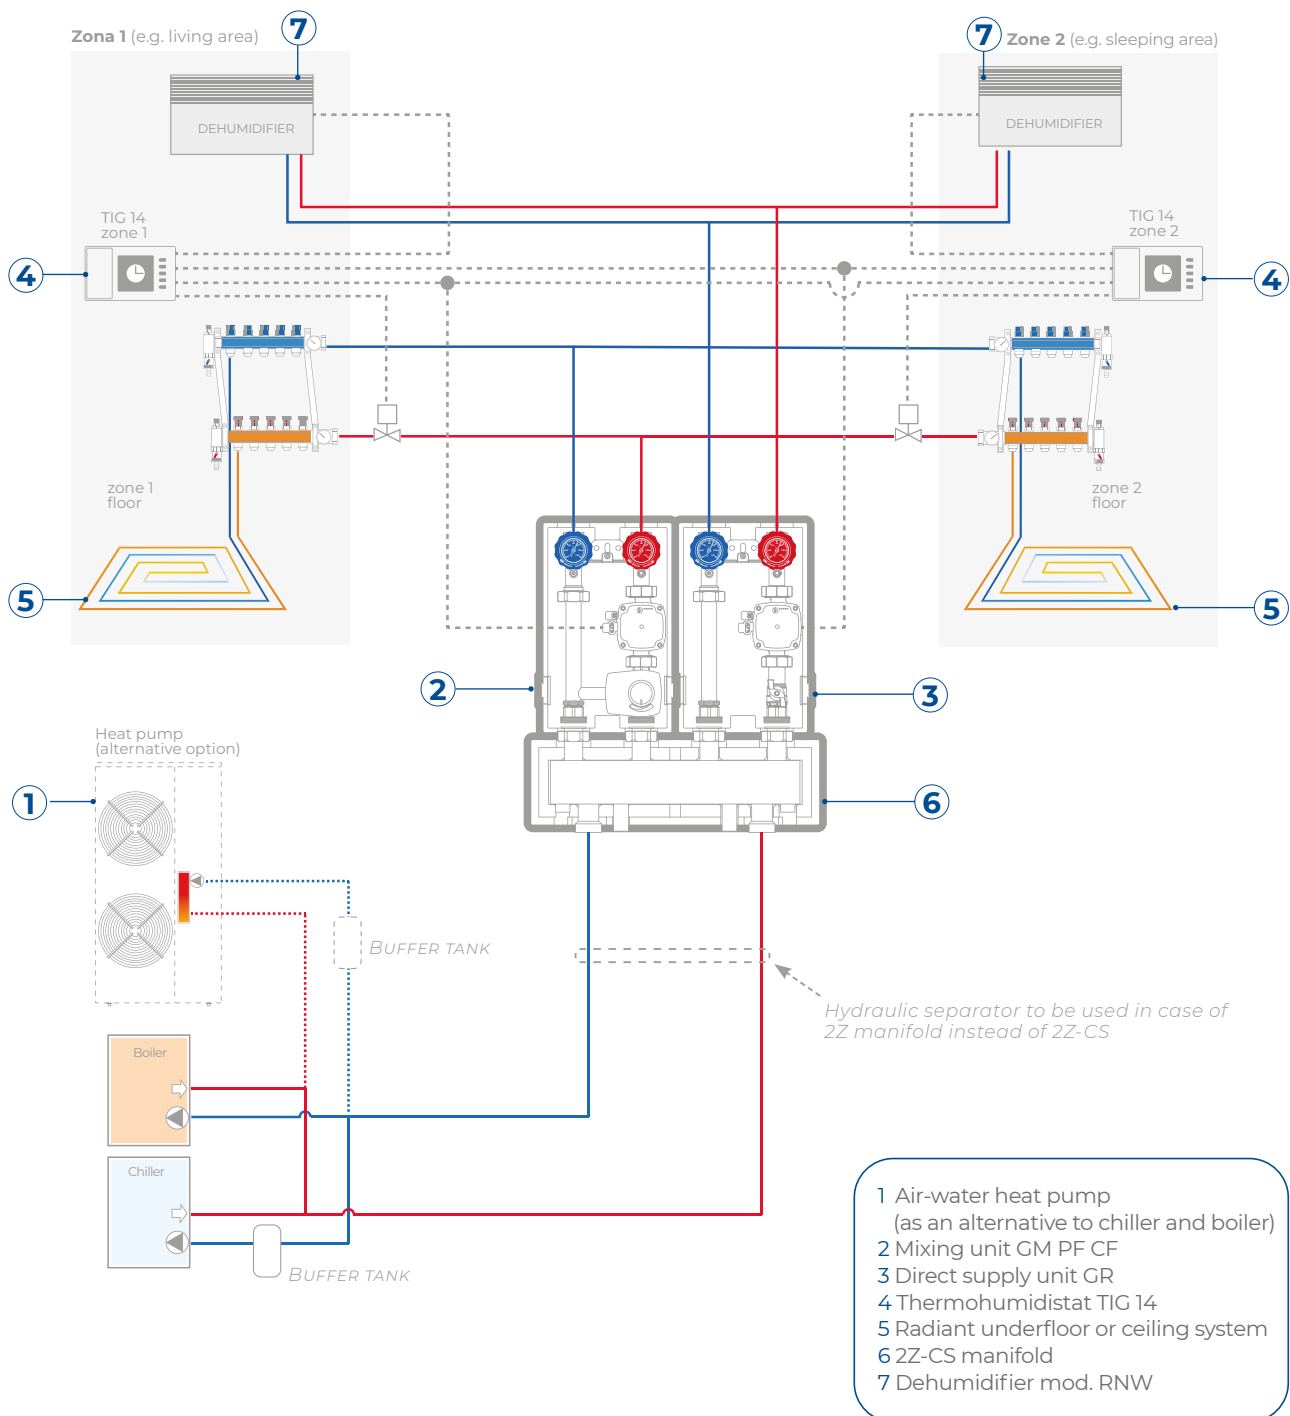 Zona 1 (e.g. living area)
7
7
Zone 2 (e.g. sleeping area)
DEHUMIDIFIER
DEHUMIDIFIER
TIG 14
zone 1
TIG 14
zone 2
4
4
zone 1
floor
zone 2
floor
5
5
2
3
Heat pump
(alternative option)
1
6
BUFFER TANK
Hydraulic separator to be used in case of
2Z manifold instead of 2Z-CS
Boiler
Chiller
BUFFER TANK
1 Air-water heat pump
(as an alternative to chiller and boiler)
2 Mixing unit GM PF CF
3 Direct supply unit GR
4 Thermohumidistat TIG 14
5 Radiant underfloor or ceiling system
6 2Z-CS manifold
7 Dehumidifier mod. RNW